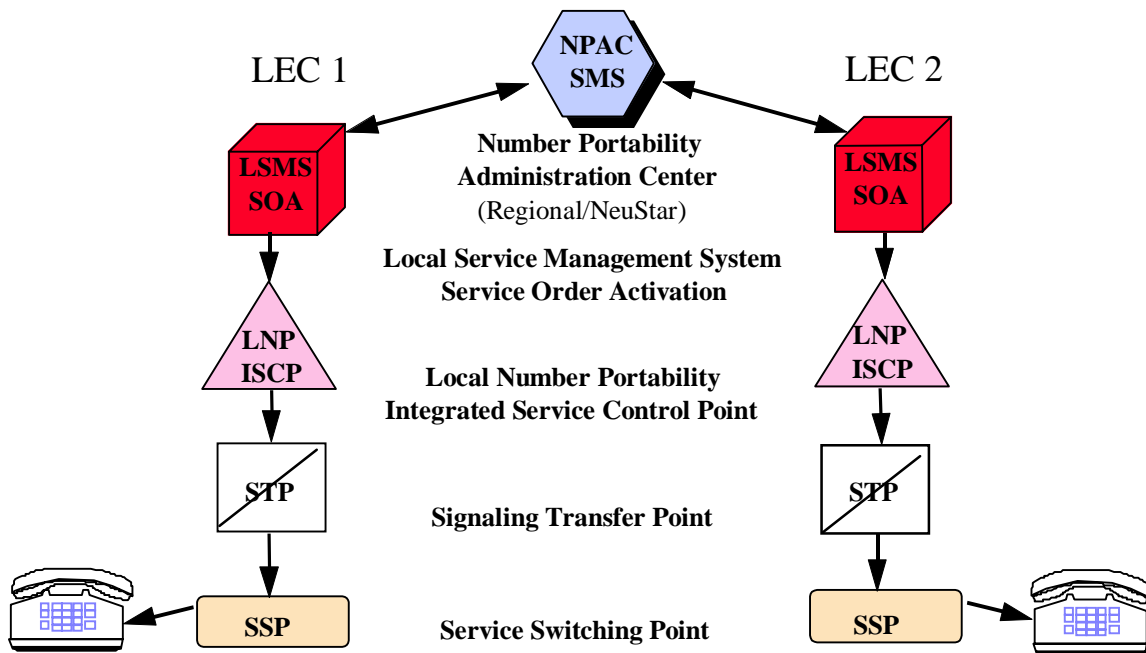 NPAC
SMS
LEC 1
LEC 2
LSMS
SOA
Number Portability
Administration Center
(Regional/NeuStar)
LSMS
SOA
Local Service Management System
Service Order Activation
LNP
ISCP
Local Number Portability
Integrated Service Control Point
LNP
ISCP
STP
Signaling Transfer Point
STP
SSP
Service Switching Point
SSP